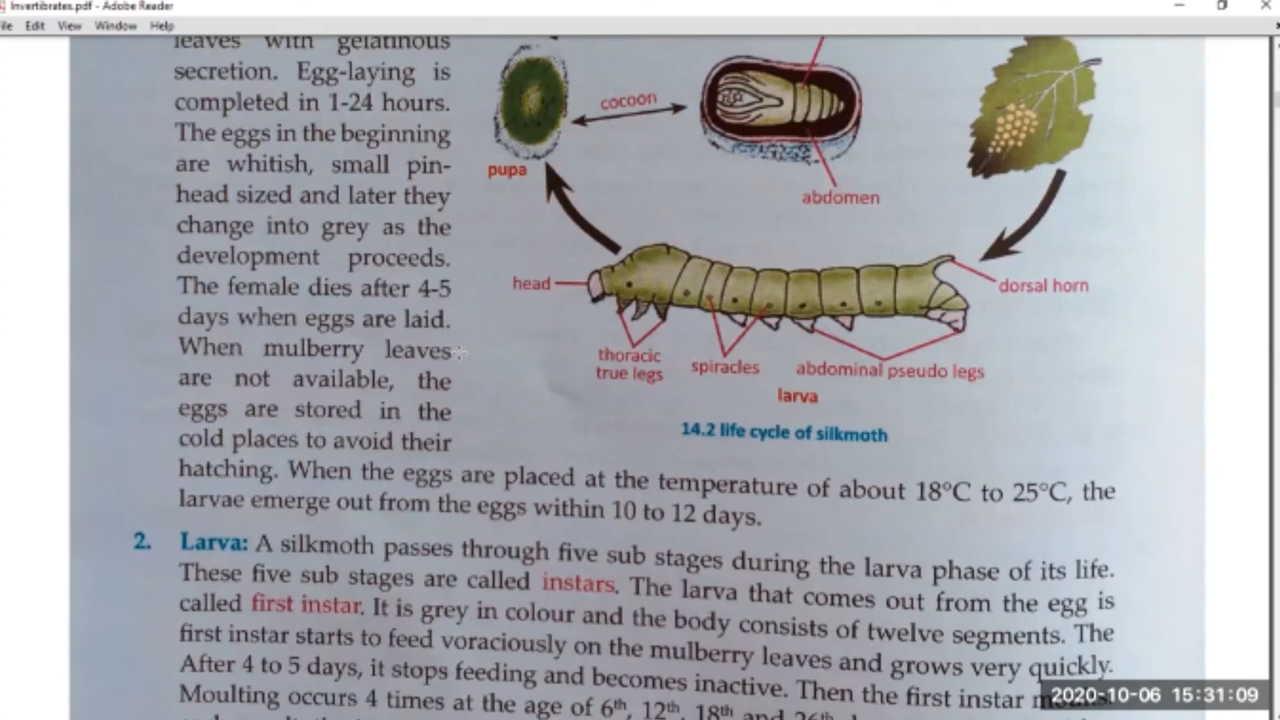 Invertibrates.pdf - Adobe Reader
File Edit View Window Help
leaves with gelatinous
secretion. Egg-laying is
completed in 1-24 hours.
The eggs in the beginning
are whitish, small pin-
head sized and later they
change into grey as the
development proceeds.
The female dies after 4-5
days when eggs are laid.
When mulberry leaves
are not available, the
eggs are stored in the
cold places to avoid their
hatching. When the eggs are placed at the temperature of about 18°C to 25°C, the
larvae emerge out from the eggs within 10 to 12 days.
cocoon
pupa
abdomen
head
dorsal horn
thoracic
true legs
spiracles
abdominal pseudo legs
larva
14.2 life cycle of silkmoth
2. Larva: A silkmoth passes through five sub stages during the larva phase of its life.
These five sub stages are called instars. The larva that comes out from the egg is
called first instar. It is grey in colour and the body consists of twelve segments. The
first instar starts to feed voraciously on the mulberry leaves and grows very quickly.
After 4 to 5 days, it stops feeding and becomes inactive. Then the first instar
Moulting occurs 4 times at the age of 6th, 12th, 18th and 26th
2020-10-06 15:31:09